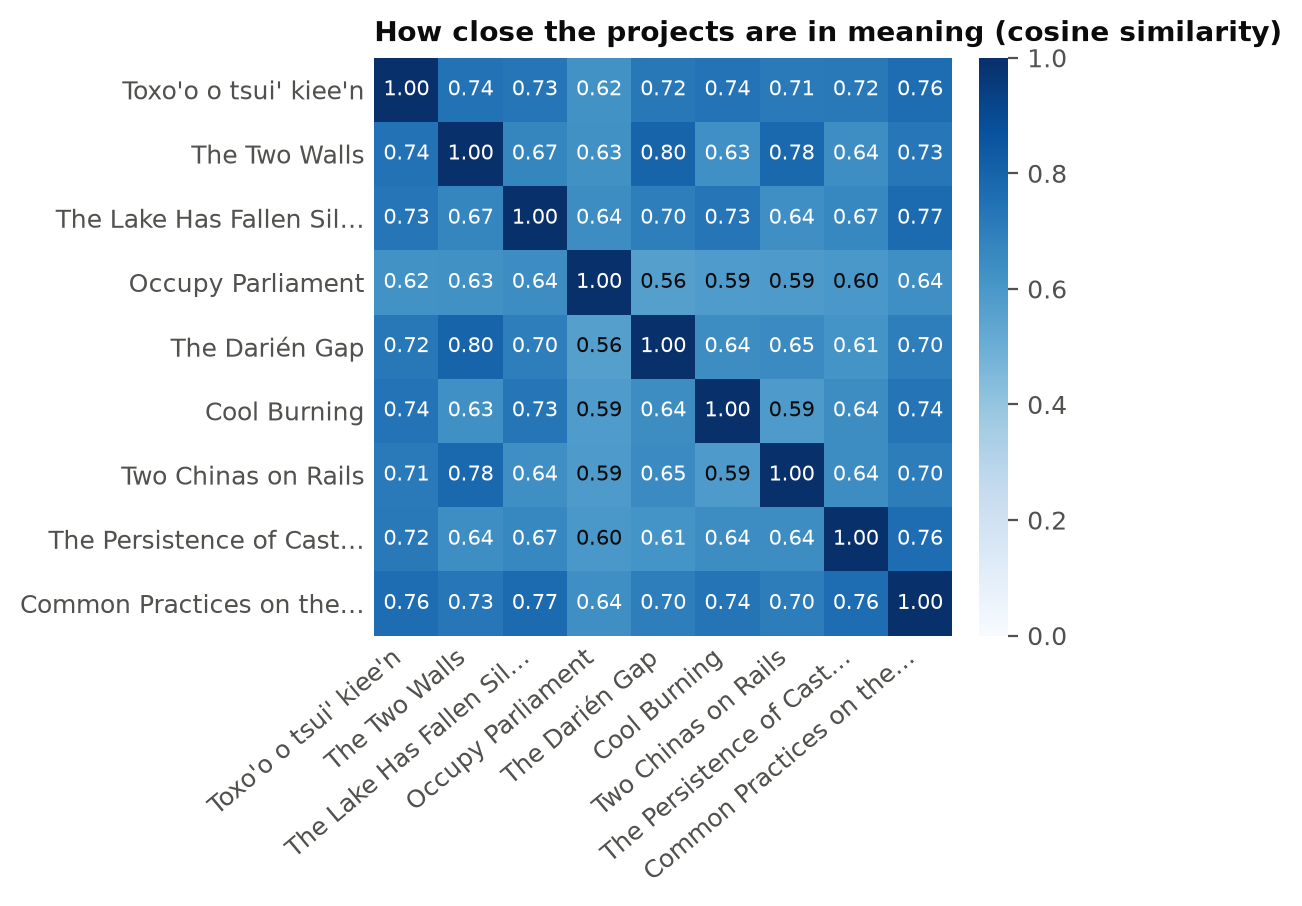 How close the projects are in meaning (cosine similarity)
Toxo'o o tsui' kiee'n 1.00 0.74 0.73 0.62 0.72 0.74 0.71 0.72 0.76
The Two Walls 0.74 1.00 0.67 0.63 0.80 0.63 0.78 0.64 0.73
The Lake Has Fallen Sil... 0.73 0.67 1.00 0.64 0.70 0.73 0.64 0.67 0.77
Occupy Parliament 0.62 0.63 0.64 1.00 0.56 0.59 0.59 0.60 0.64
The Darién Gap 0.72 0.80 0.70 0.56 1.00 0.64 0.65 0.61 0.70
Cool Burning 0.74 0.63 0.73 0.59 0.64 1.00 0.59 0.64 0.74
Two Chinas on Rails 0.71 0.78 0.64 0.59 0.65 0.59 1.00 0.64 0.70
The Persistence of Cast... 0.72 0.64 0.67 0.60 0.61 0.64 0.64 1.00 0.76
Common Practices on the... 0.76 0.73 0.77 0.64 0.70 0.74 0.70 0.76 1.00
Toxo'o o tsui' kiee'n
The Two Walls
The Lake Has Fallen Sil...
Occupy Parliament
The Darién Gap
Cool Burning
Two Chinas on Rails
The Persistence of Cast...
Common Practices on the...
1.0
0.8
0.6
0.4
0.2
0.0